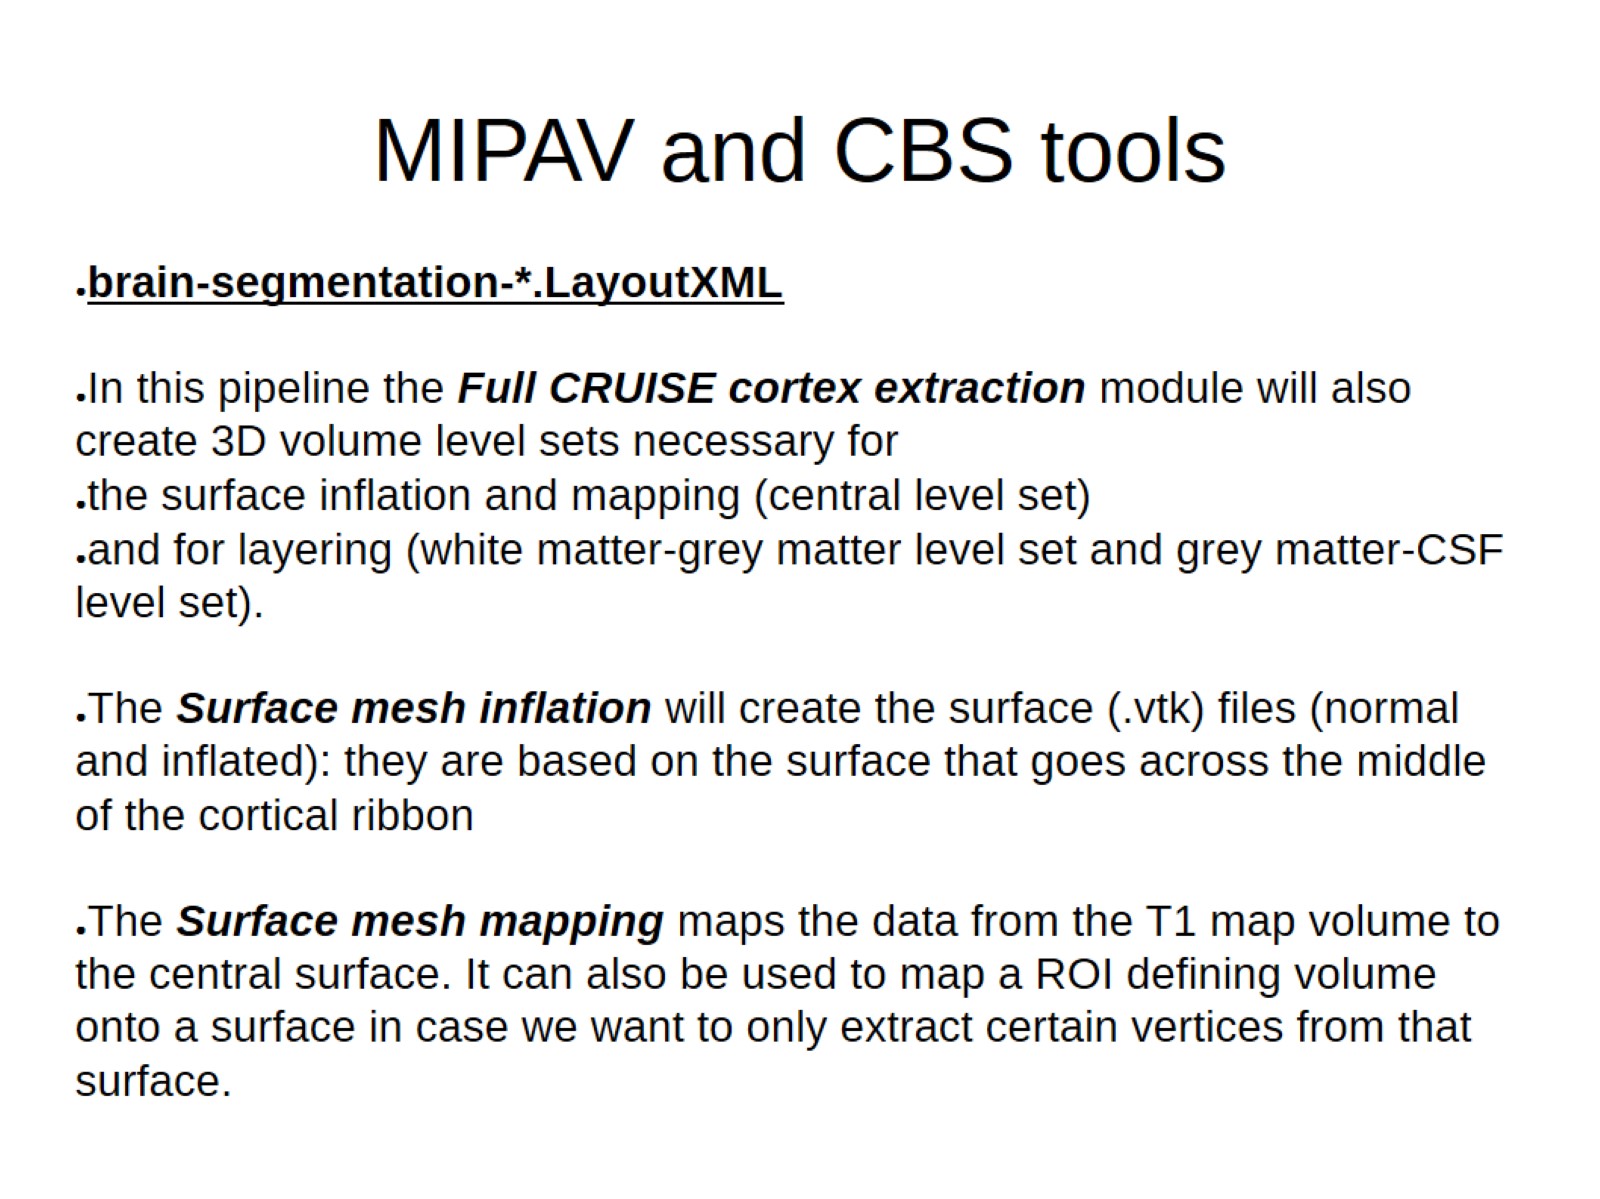 MIPAV and CBS tools
•brain-segmentation-*.LayoutXML
•In this pipeline the Full CRUISE cortex extraction module will also
create 3D volume level sets necessary for
•the surface inflation and mapping (central level set)
•and for layering (white matter-grey matter level set and grey matter-CSF
level set).
•The Surface mesh inflation will create the surface (.vtk) files (normal
and inflated): they are based on the surface that goes across the middle
of the cortical ribbon
•The Surface mesh mapping maps the data from the T1 map volume to
the central surface. It can also be used to map a ROI defining volume
onto a surface in case we want to only extract certain vertices from that
surface.